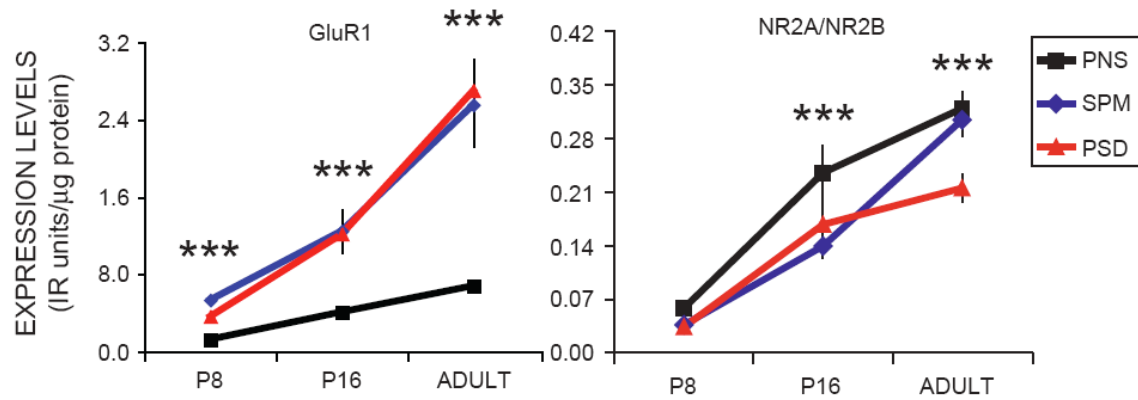 GluR1
***
NR2A/NR2B
EXPRESSION LEVELS
(IR units/µg protein)
3.2
2.4
1.6
8.0
0.0
***
***
P8
P16
ADULT
0.42
0.35
0.28
0.21
0.14
0.07
0.00
***
***
P8
P16
ADULT
PNS
SPM
PSD